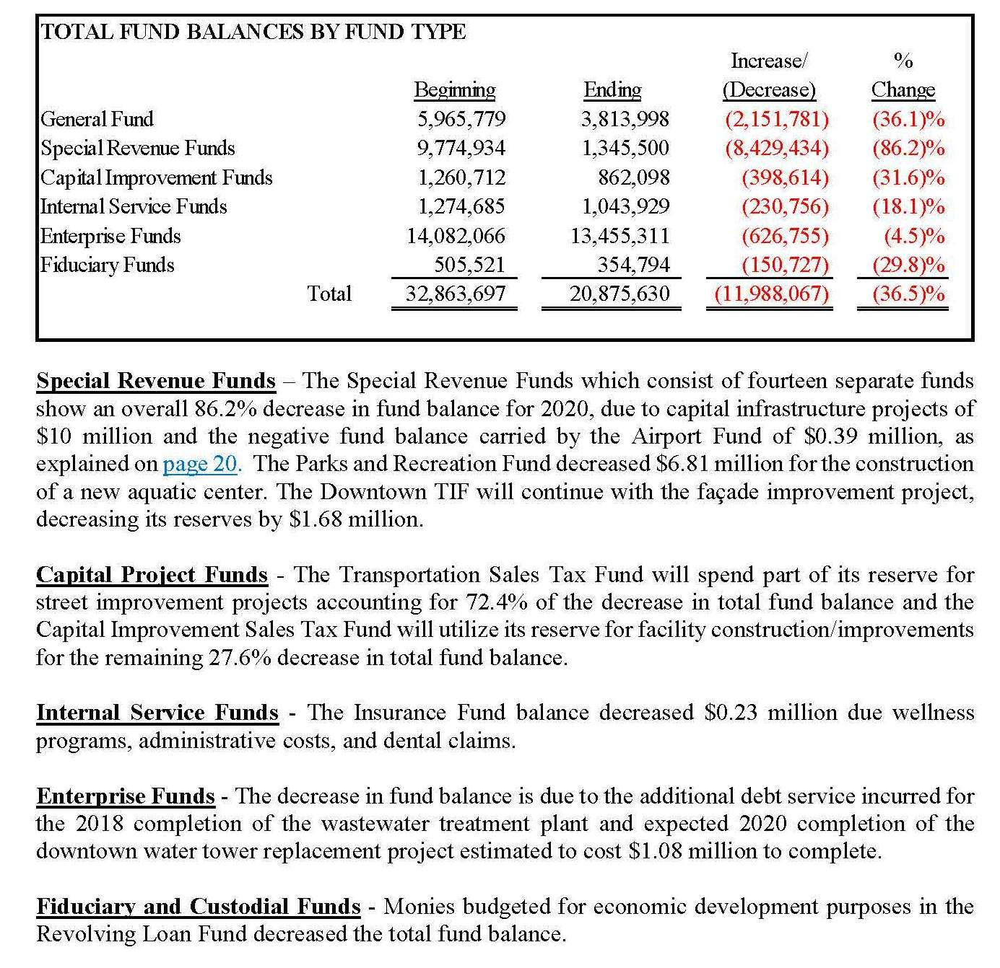 TOTAL FUND BALANCES BY FUND TYPE
Increase/ %
Beginning Ending (Decrease) Change
General Fund 5,965,779 3,813,998 (2,151,781) (36.1)%
Special Revenue Funds 9,774,934 1,345,500 (8,429,434) (86.2)%
Capital Improvement Funds 1,260,712 862,098 (398,614) (31.6)%
Internal Service Funds 1,274,685 1,043,929 (230,756) (18.1)%
Enterprise Funds 14,082,066 13,455,311 (626,755) (4.5)%
Fiduciary Funds 505,521 354,794 (150,727) (29.8)%
Total 32,863,697 20,875,630 (11,988,067) (36.5)%
Special Revenue Funds – The Special Revenue Funds which consist of fourteen separate funds
show an overall 86.2% decrease in fund balance for 2020, due to capital infrastructure projects of
$10 million and the negative fund balance carried by the Airport Fund of $0.39 million, as
explained on page 20. The Parks and Recreation Fund decreased $6.81 million for the construction
of a new aquatic center. The Downtown TIF will continue with the façade improvement project,
decreasing its reserves by $1.68 million.
Capital Project Funds - The Transportation Sales Tax Fund will spend part of its reserve for
street improvement projects accounting for 72.4% of the decrease in total fund balance and the
Capital Improvement Sales Tax Fund will utilize its reserve for facility construction/improvements
for the remaining 27.6% decrease in total fund balance.
Internal Service Funds - The Insurance Fund balance decreased $0.23 million due wellness
programs, administrative costs, and dental claims.
Enterprise Funds - The decrease in fund balance is due to the additional debt service incurred for
the 2018 completion of the wastewater treatment plant and expected 2020 completion of the
downtown water tower replacement project estimated to cost $1.08 million to complete.
Fiduciary and Custodial Funds - Monies budgeted for economic development purposes in the
Revolving Loan Fund decreased the total fund balance.